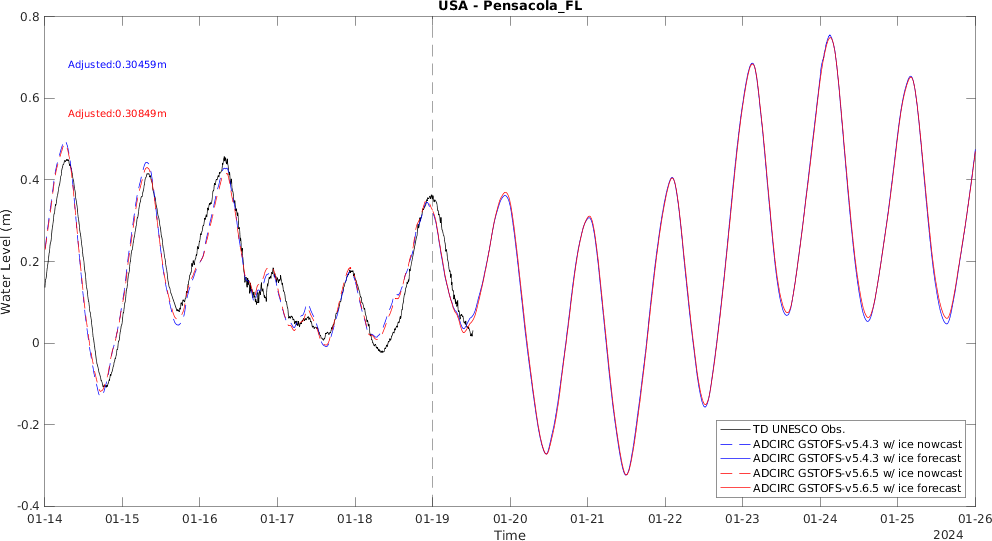 USA - Pensacola_FL
0.8
Adjusted:0.30459m
0.6
Adjusted:0.30849m
0.4
Water Level (m)
0.2
0
-0.2
-0.4
TD UNESCO Obs.
ADCIRC GSTOFS-v5.4.3 w/ ice nowcast
ADCIRC GSTOFS-v5.4.3 w/ ice forecast
ADCIRC GSTOFS-v5.6.5 w/ ice nowcast
ADCIRC GSTOFS-v5.6.5 w/ ice forecast
01-14 01-15 01-16 01-17 01-18 01-19 01-20 01-21 01-22 01-23 01-24 01-25 01-26
Time
2024